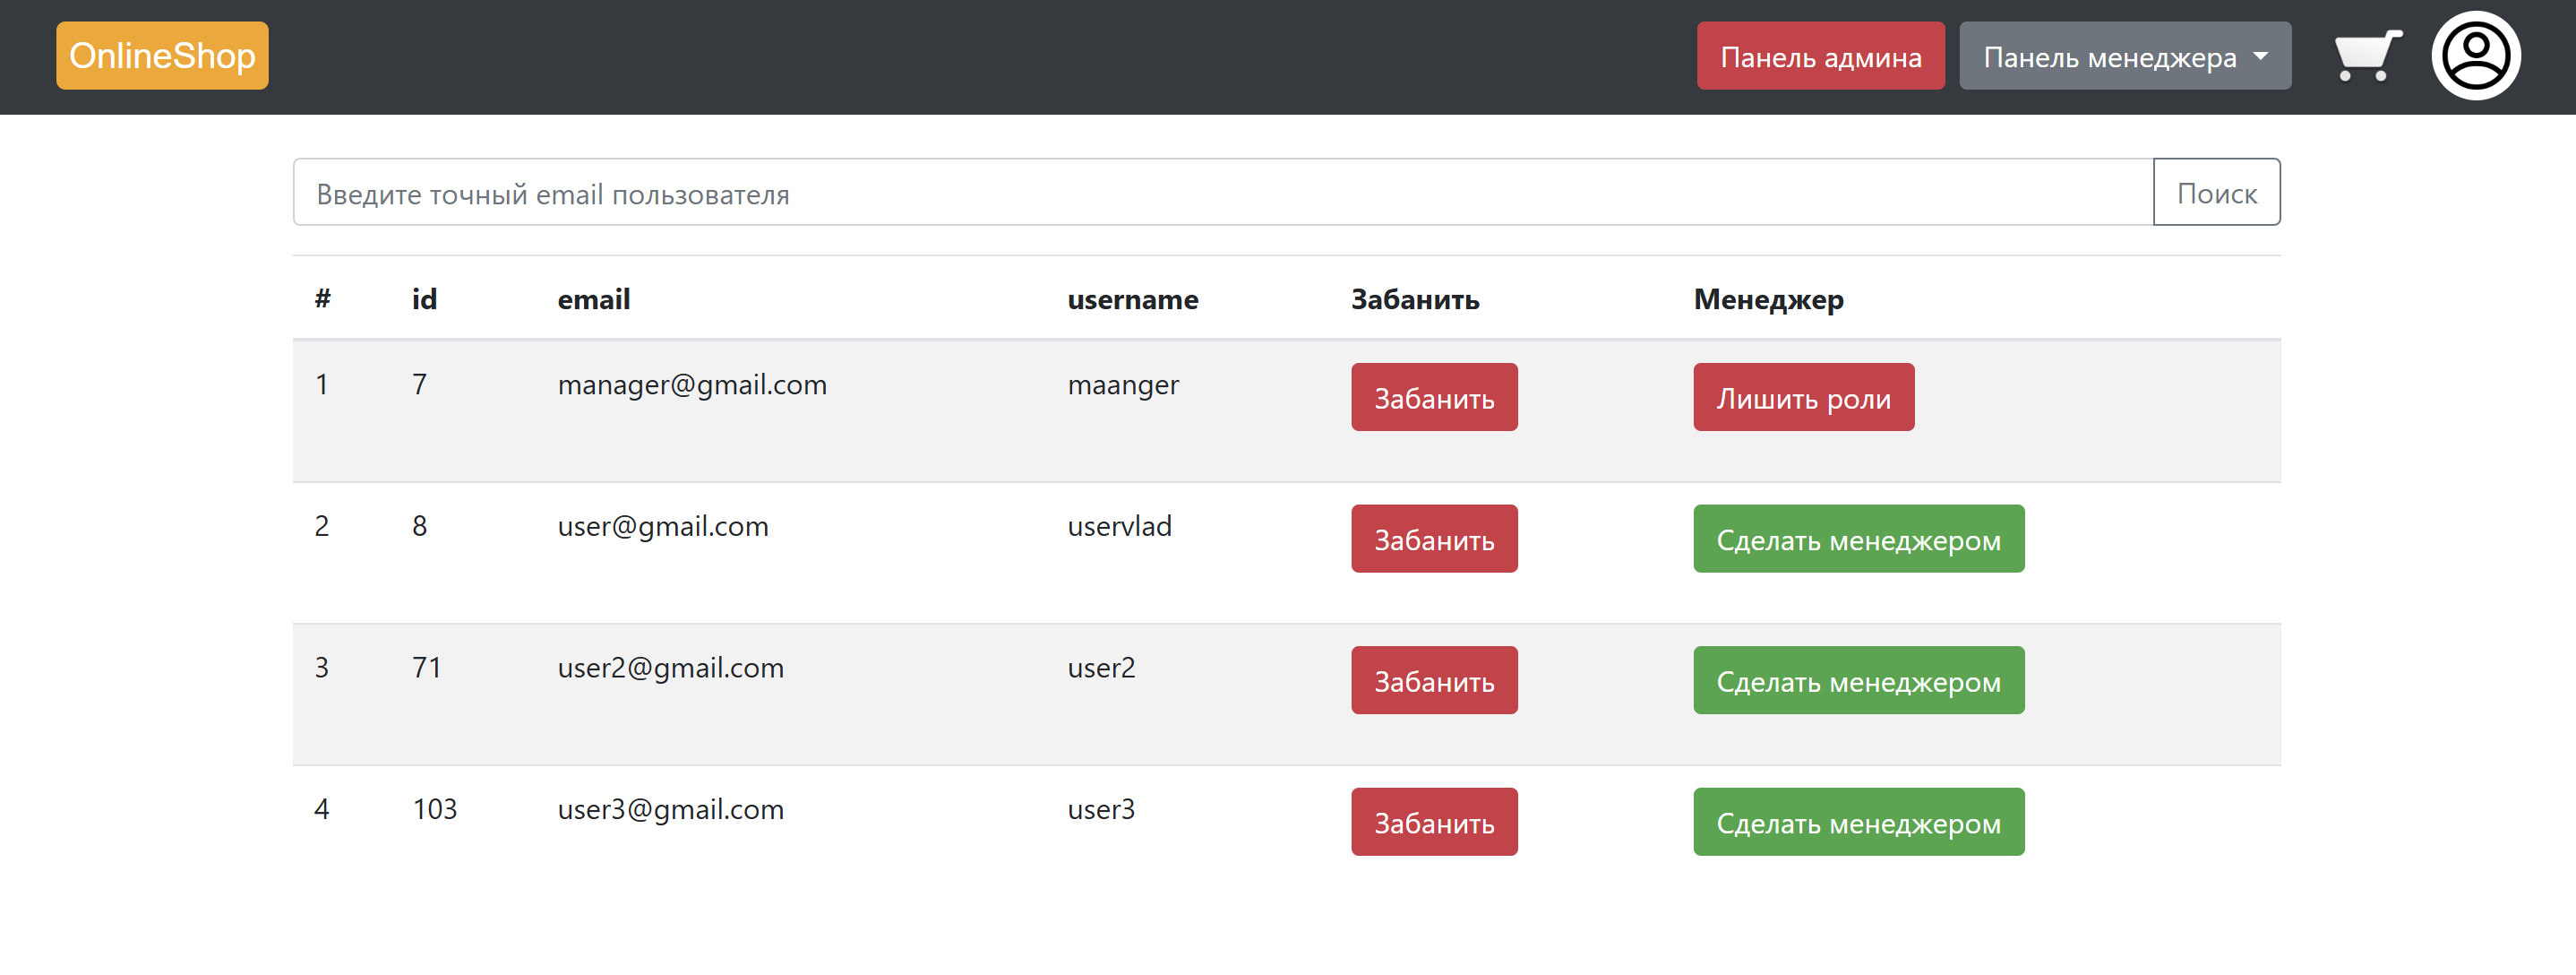 OnlineShop Панель админа Панель менеджера
Введите точный email пользователя Поиск
# id email username Забанить Менеджер
1 7 manager@gmail.com maanger Забанить Лишить роли
2 8 user@gmail.com uservlad Забанить Сделать менеджером
3 71 user2@gmail.com user2 Забанить Сделать менеджером
4 103 user3@gmail.com user3 Забанить Сделать менеджером